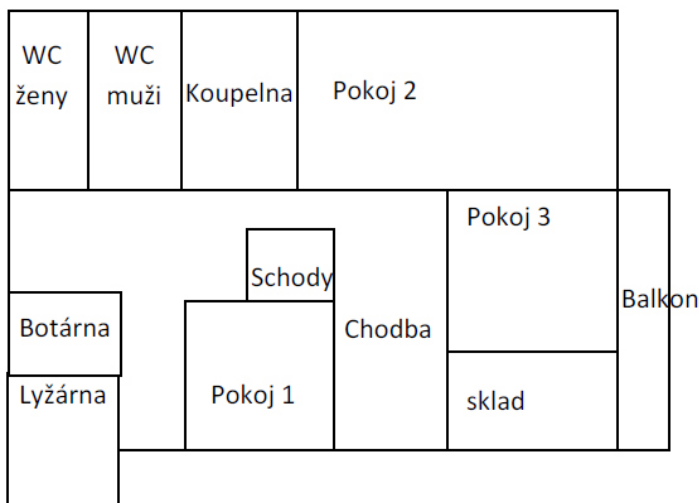 WC
ženy
WC
muži
Koupelna
Pokoj 2
Pokoj 3
Schody
Balkon
Botárna
Chodba
Lyžárna
Pokoj 1
sklad